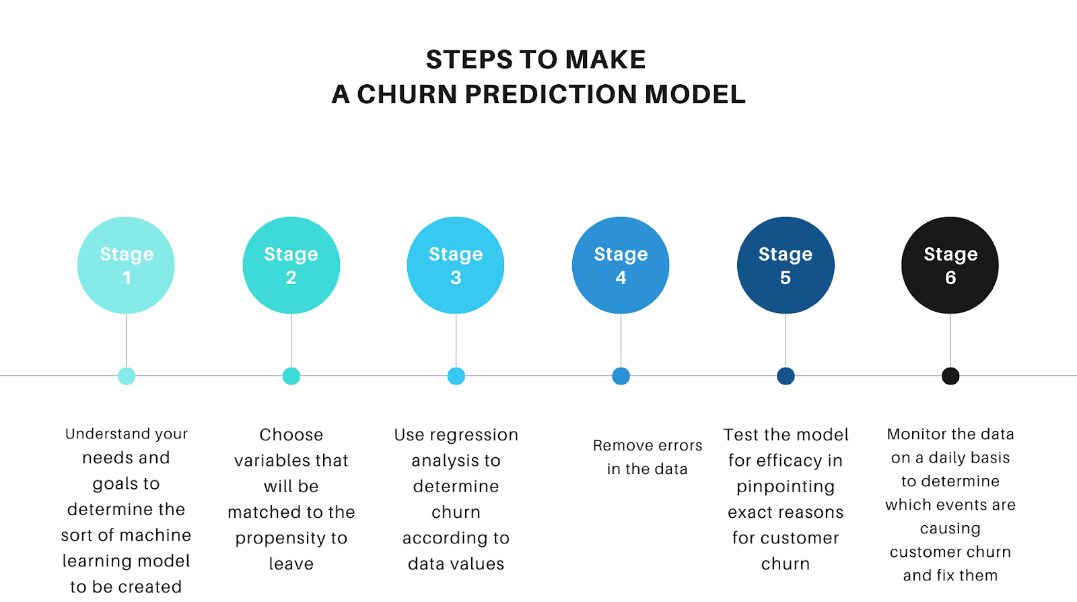 STEPS TO MAKE
A CHURN PREDICTION MODEL
Stage
1
Stage
2
Stage
3
Stage
4
Stage
5
Stage
6
Understand your
needs and
goals to
determine the
sort of machine
learning model
to be created
Choose
variables that
will be
matched to the
propensity to
leave
Use regression
analysis to
determine
churn
according to
data values
Remove errors
in the data
Test the model
for efficacy in
pinpointing
exact reasons
for customer
churn
Monitor the data
on a daily basis
to determine
which events are
causing
customer churn
and fix them